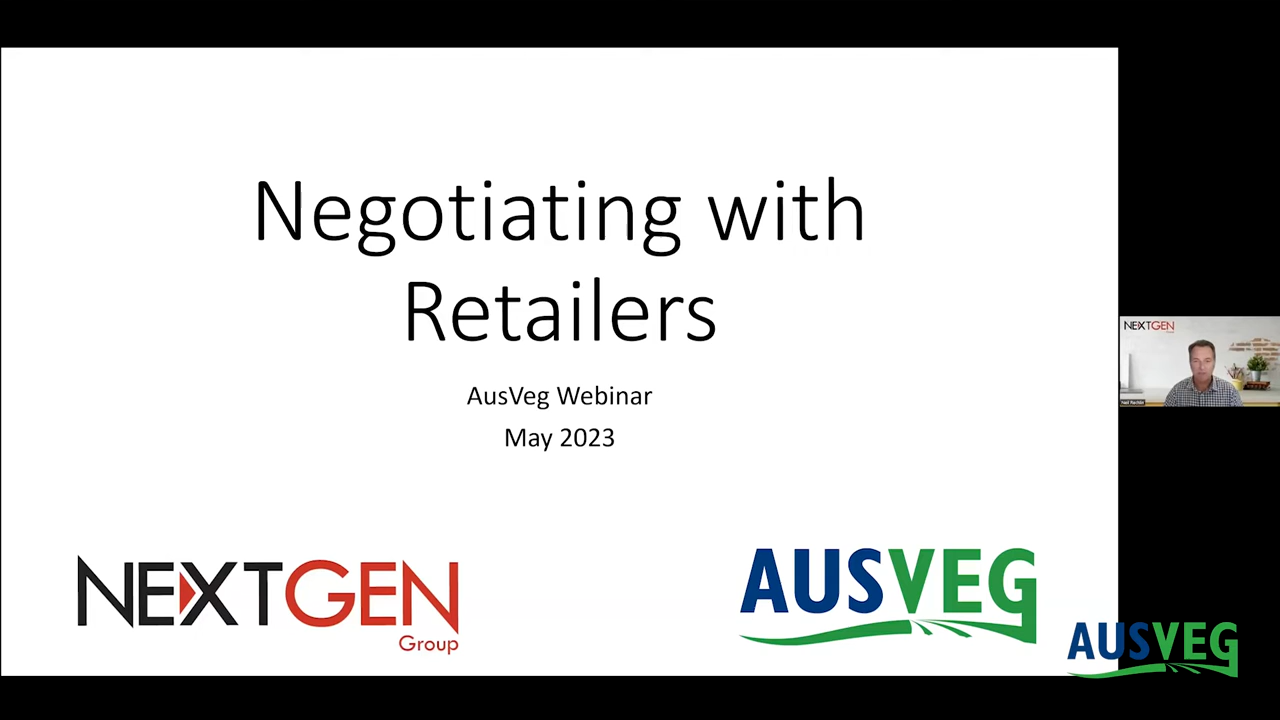 Negotiating with
Retailers
AusVeg Webinar
May 2023
NEXTGEN
Group
AUSVEG
NEXTGEN
AUSVEG